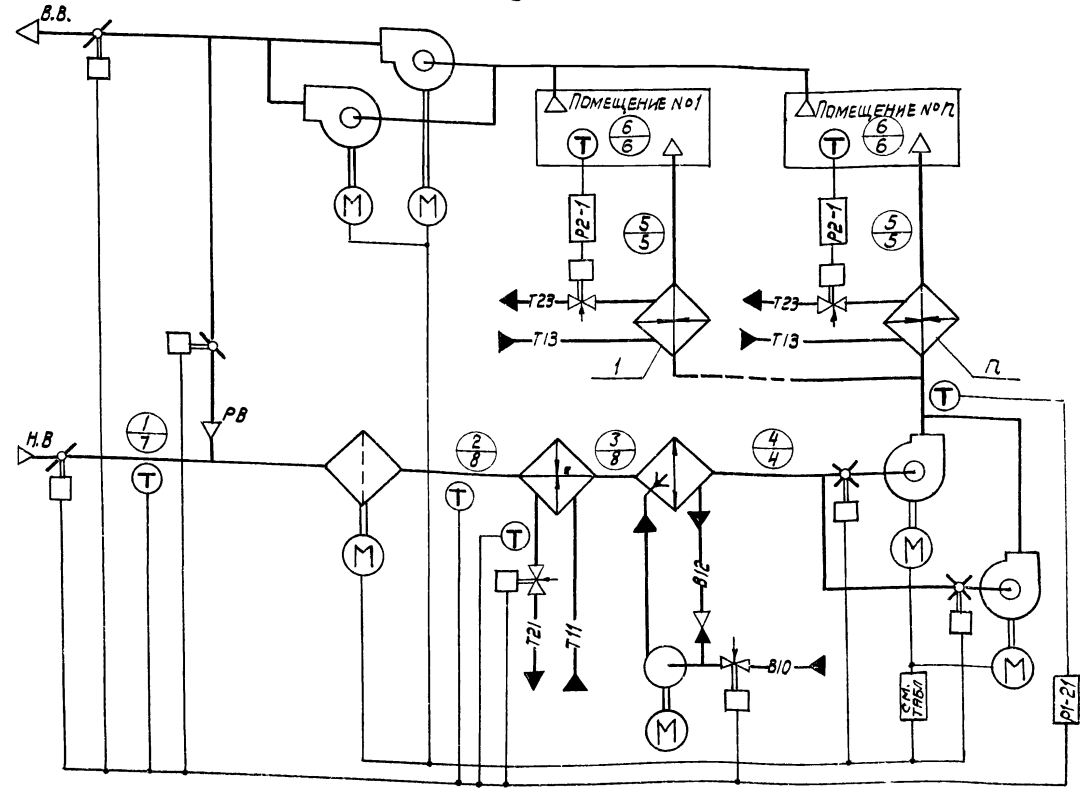 В.В.
ПОМЕЩЕНИЕ №1
ПОМЕЩЕНИЕ №П
Т
6
6
Т
6
6
М
М
Р2-1
5
5
Р2-1
5
5
Т23
Т23
Т13
Т13
1
П
Т
РВ
Н.В
1
7
2
8
3
8
4
4
Т
Т
Т
М
М
Т21
Т11
В12
В10
М
М
СМ.
ТАБЛ
Р1-21